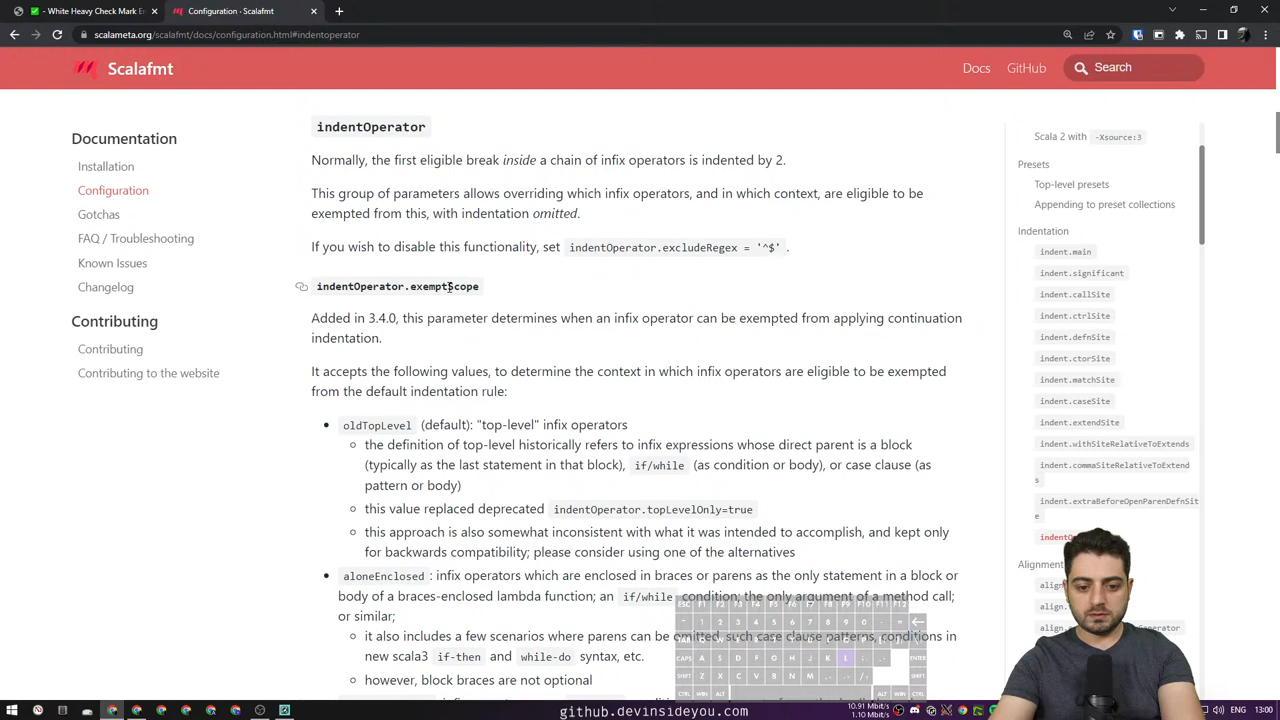 ✅ - White Heavy Check Mark E
Configuration - Scalafmt
scalameta.org/scalafmt/docs/configuration.html#indentoperator
Scalafmt
Docs
GitHub
Search
Documentation
Installation
Configuration
Gotchas
FAQ / Troubleshooting
Known Issues
Changelog
Contributing
Contributing
Contributing to the website
indentOperator
Normally, the first eligible break inside a chain of infix operators is indented by 2.
This group of parameters allows overriding which infix operators, and in which context, are eligible to be
exempted from this, with indentation omitted.
If you wish to disable this functionality, set indentOperator.excludeRegex = '^$'.
indentOperator.exemptScope
Added in 3.4.0, this parameter determines when an infix operator can be exempted from applying continuation
indentation.
It accepts the following values, to determine the context in which infix operators are eligible to be exempted
from the default indentation rule:
oldTopLevel (default): "top-level" infix operators
the definition of top-level historically refers to infix expressions whose direct parent is a block
(typically as the last statement in that block), if/while (as condition or body), or case clause (as
pattern or body)
this value replaced deprecated indentOperator.topLevelOnly=true
this approach is also somewhat inconsistent with what it was intended to accomplish, and kept only
for backwards compatibility; please consider using one of the alternatives
aloneEnclosed: infix operators which are enclosed in braces or parens as the only statement in a block or
body of a braces-enclosed lambda function; an if/while condition; the only argument of a method call;
or similar;
it also includes a few scenarios where parens can be omitted, such case clause patterns, conditions in
new scala3 if-then and while-do syntax, etc.
however, block braces are not optional
Scala 2 with -Xsource:3
Presets
Top-level presets
Appending to preset collections
Indentation
indent.main
indent.significant
indent.callSite
indent.ctrlSite
indent.defnSite
indent.ctorSite
indent.matchSite
indent.caseSite
indent.extendSite
indent.withSiteRelativeToExtends
indent.commaSiteRelativeToExtend
s
indent.extraBeforeOpenParenDefnSit
e
Alignment
github.devinsideyou.com
10.91 Mbit/s
1.10 Mbit/s
ENG
13:00